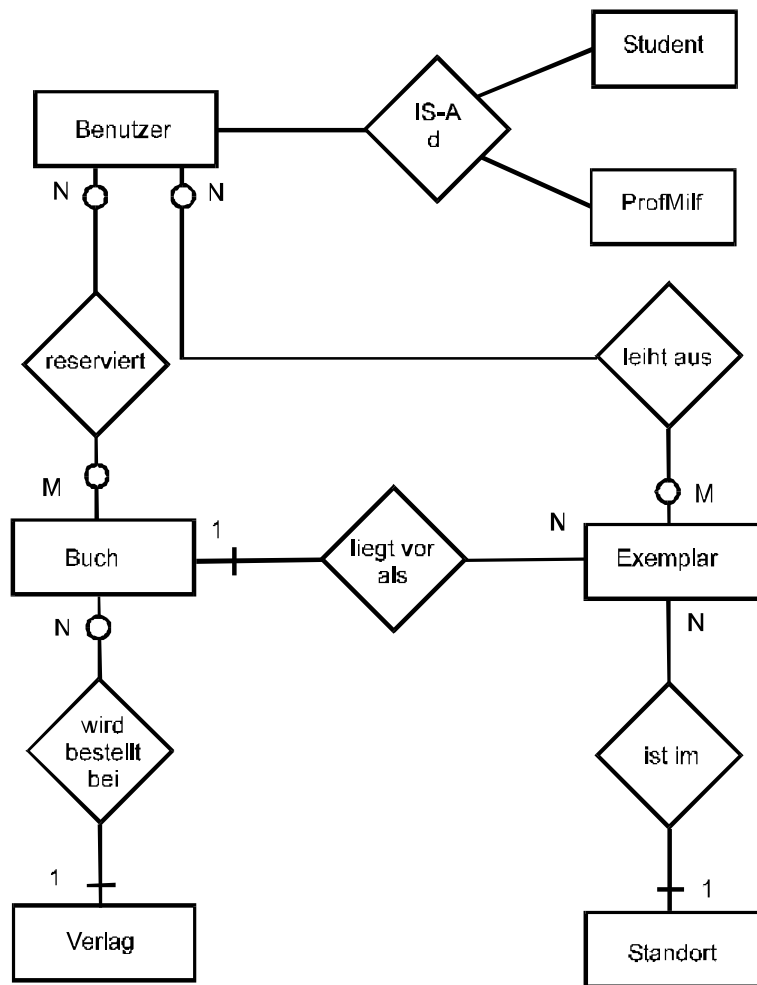 Student
IS-A
d
Benutzer
N
N
ProfMilf
reserviert
leiht aus
M
M
1
N
Buch
liegt vor
als
Exemplar
N
N
wird
bestellt
bei
ist im
1
1
Verlag
Standort